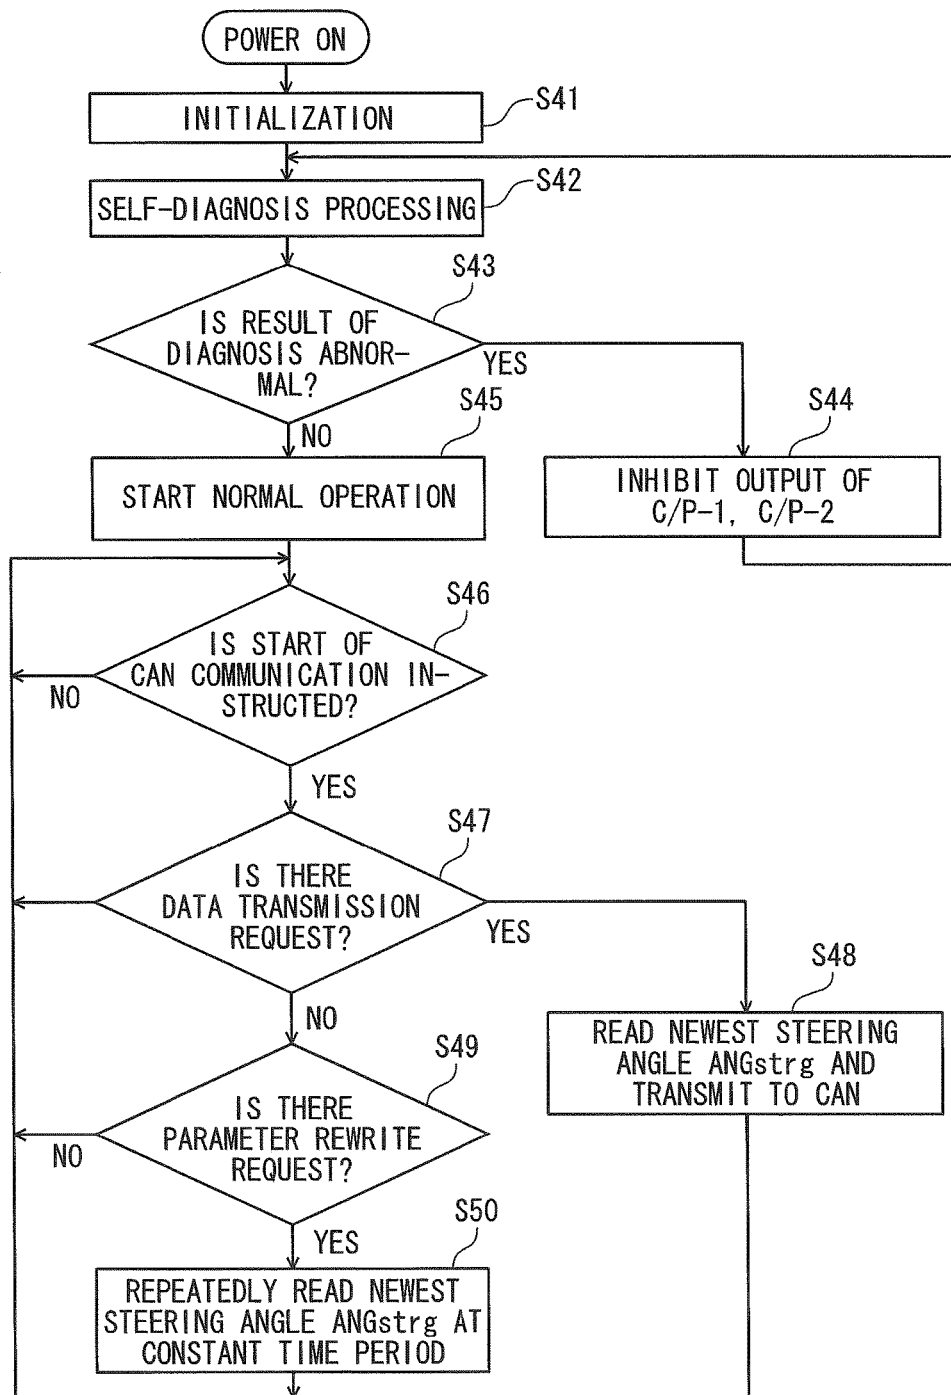 POWER ON
S41
INITIALIZATION
S42
SELF-DIAGNOSIS PROCESSING
S43
IS RESULT OF
DIAGNOSIS ABNOR-
MAL?
YES
S45
S44
NO
START NORMAL OPERATION
INHIBIT OUTPUT OF
C/P-1, C/P-2
S46
IS START OF
CAN COMMUNICATION IN-
STRUCTED?
NO
YES
S47
IS THERE
DATA TRANSMISSION
REQUEST?
YES
S48
NO
READ NEWEST STEERING
ANGLE ANGstrg AND
TRANSMIT TO CAN
S49
IS THERE
PARAMETER REWRITE
REQUEST?
NO
S50
YES
REPEATEDLY READ NEWEST
STEERING ANGLE ANGstrg AT
CONSTANT TIME PERIOD